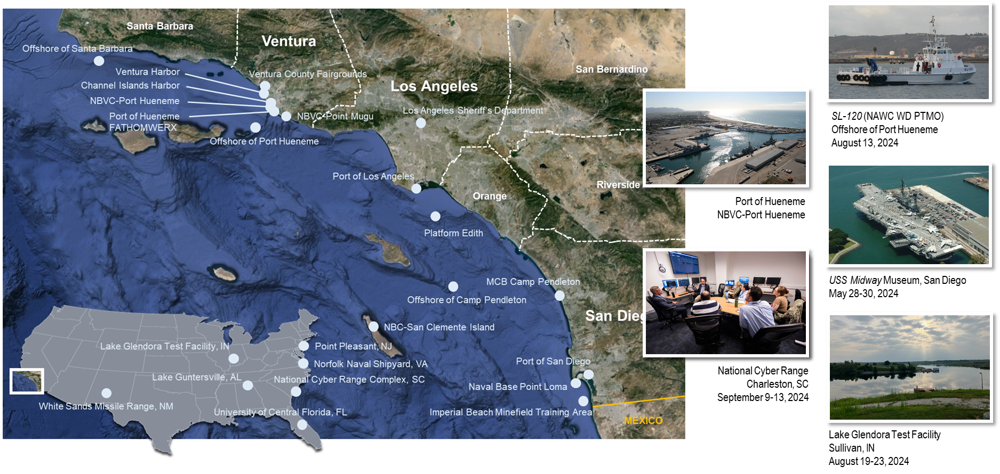 Santa Barbara
Ventura
Offshore of Santa Barbara
Ventura Harbor
Ventura County Fairgrounds
San Bernardino
Channel Islands Harbor
Los Angeles
NBVC-Port Hueneme
Los Angeles Sheriff's Department
Port of Hueneme
NBVC-Point Mugu
FATHOMWERX
Offshore of Port Hueneme
Port of Los Angeles
Riverside
Orange
Platform Edith
MCB Camp Pendleton
Offshore of Camp Pendleton
San Dieg
NBC-San Clemente Island
Lake Glendora Test Facility, IN
Point Pleasant, NJ
Port of San Diego
Norfolk Naval Shipyard, VA
Lake Guntersville, AL
National Cyber Range Complex, SC
Naval Base Point Loma
White Sands Missile Range, NM
University of Central Florida, FL
Imperial Beach Minefield Training Area
MEXICO
Port of Hueneme
NBVC-Port Hueneme
National Cyber Range
Charleston, SC
September 9-13, 2024
SL-120
SL-120 (NAWC WD PTMO)
Offshore of Port Hueneme
August 13, 2024
USS Midway Museum, San Diego
May 28-30, 2024
Lake Glendora Test Facility
Sullivan, IN
August 19-23, 2024